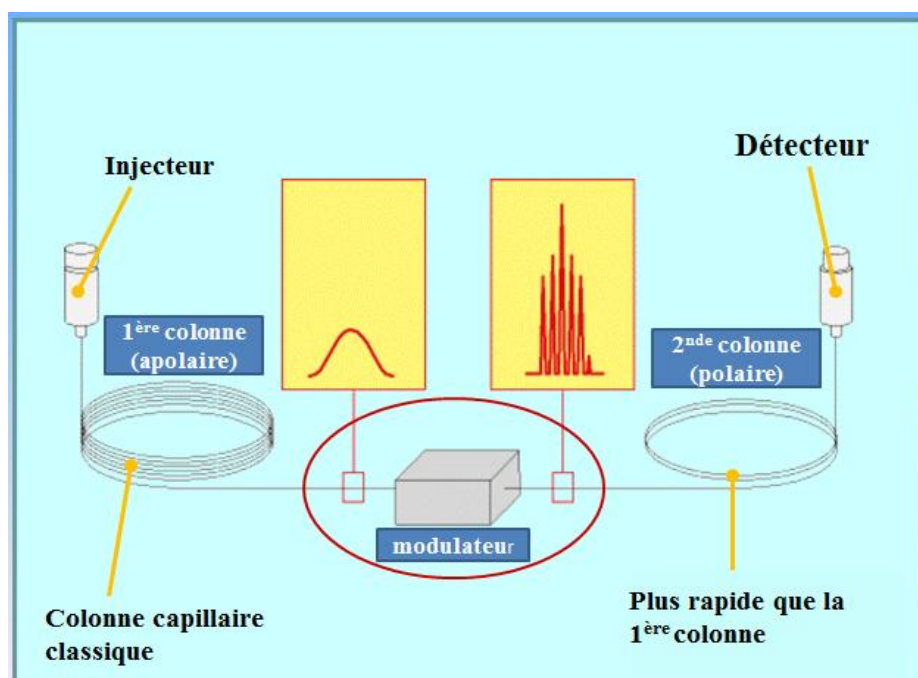 Injecteur
Détecteur
1ère colonne
(apolaire)
2nde colonne
(polaire)
modulateur
Colonne capillaire
classique
Plus rapide que la
1ère colonne